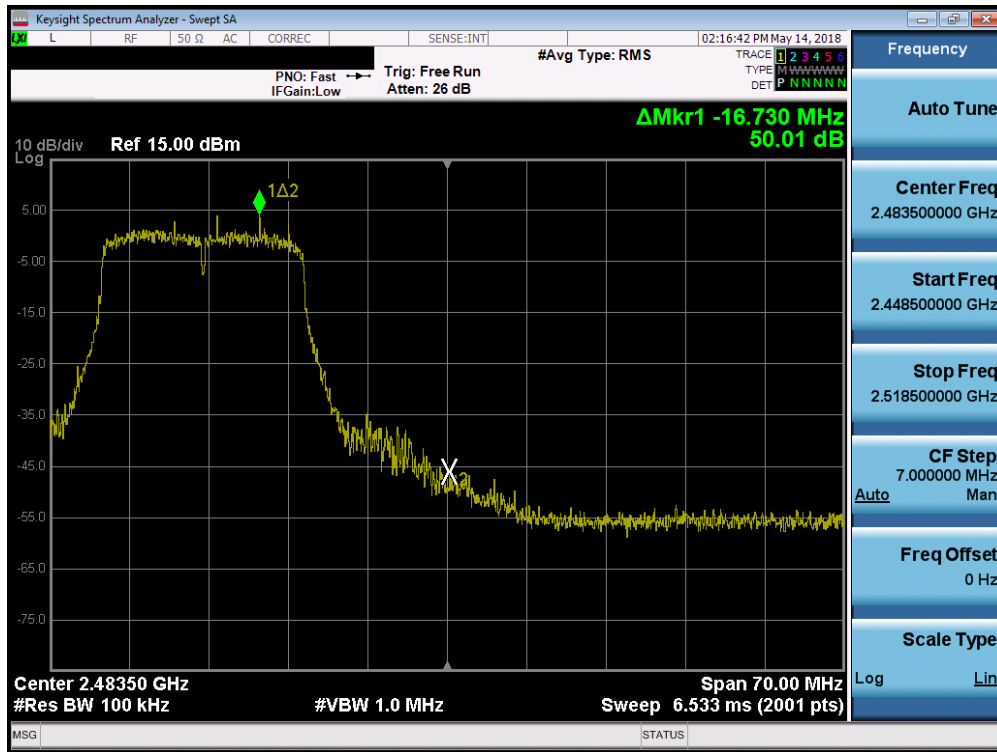 Keysight Spectrum Analyzer - Swept SA
LXI L RF 50 Ω AC CORREC SENSE:INT 02:16:42 PM May 14, 2018
#Avg Type: RMS TRACE 1 2 3 4 5 6
PNO: Fast Trig: Free Run TYPE M WWWWW
IFGain:Low Atten: 26 dB DET P N N N N N
ΔMkr1 -16.730 MHz
50.01 dB
10 dB/div Ref 15.00 dBm
Log
1Δ2
5.00
-5.00
-15.0
-25.0
-35.0
-45.0
-55.0
-65.0
-75.0
Center 2.48350 GHz Span 70.00 MHz
#Res BW 100 kHz #VBW 1.0 MHz Sweep 6.533 ms (2001 pts)
MSG STATUS
Frequency
Auto Tune
Center Freq
2.483500000 GHz
Start Freq
2.448500000 GHz
Stop Freq
2.518500000 GHz
CF Step
7.000000 MHz
Auto Man
Freq Offset
0 Hz
Scale Type
Log Lin